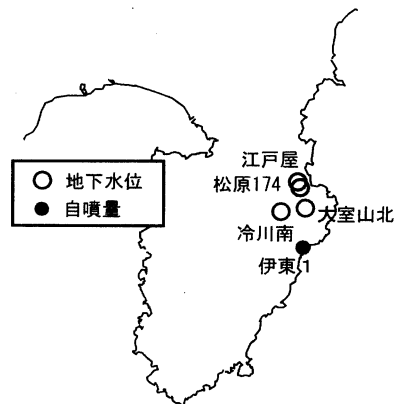 江戸屋
松原174
大室山北
冷川南
伊東1
地下水位
自噴量